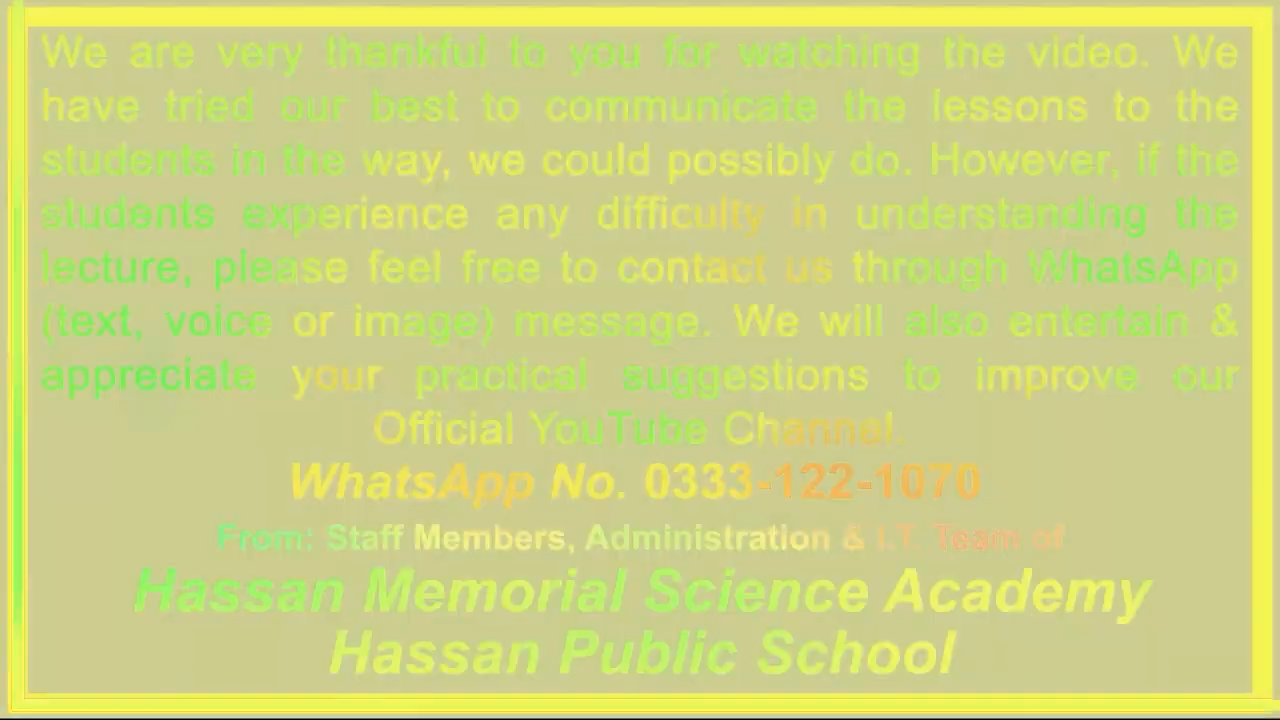 We are very thankful to you for watching the video. We
have tried our best to communicate the lessons to the
students in the way, we could possibly do. However, if the
students experience any difficulty in understanding the
lecture, please feel free to contact us through WhatsApp
(text, voice or image) message. We will also entertain &
appreciate your practical suggestions to improve our
Official YouTube Channel.
WhatsApp No. 0333-122-1070
From: Staff Members, Administration & I.T. Team of
Hassan Memorial Science Academy
Hassan Public School